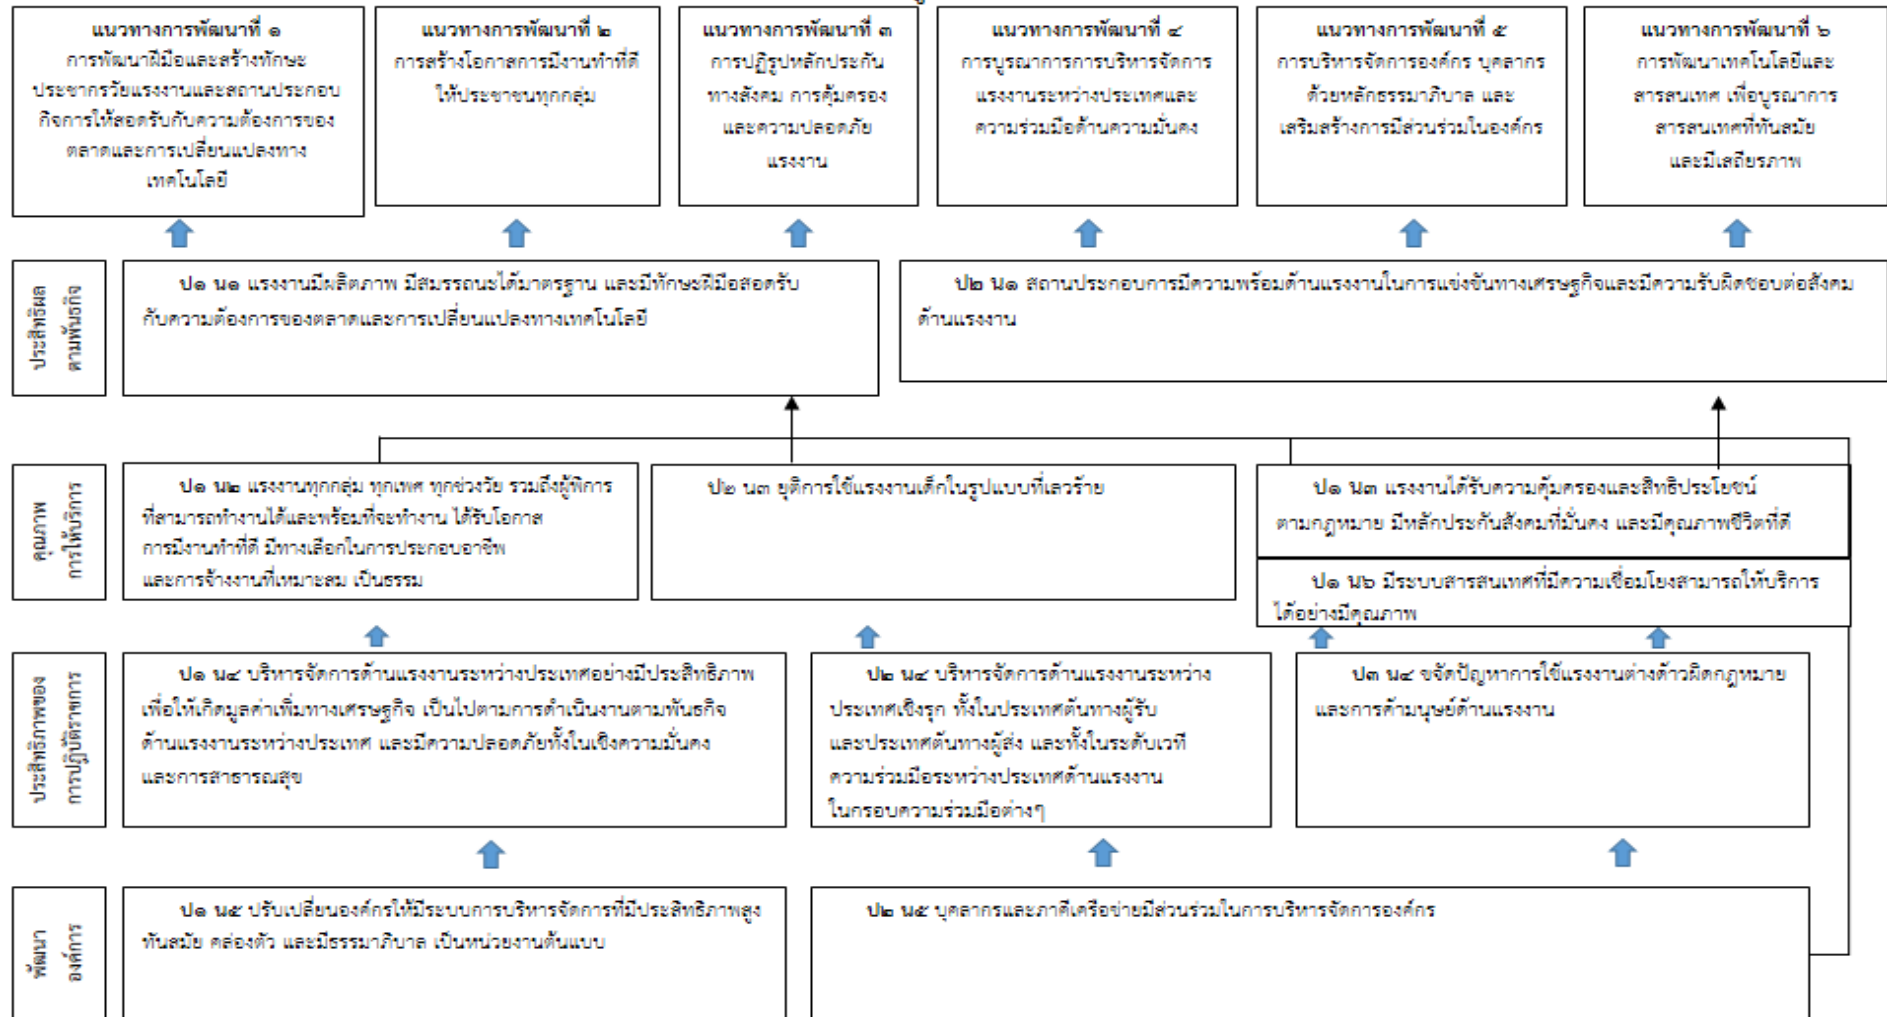 แนวทางการพัฒนาที่ ๑
การพัฒนาฝีมือและสร้างทักษะ
ประชากรวัยแรงงานและสถานประกอบ
กิจการให้สอดรับกับความต้องการของ
ตลาดและการเปลี่ยนแปลงทาง
เทคโนโลยี
แนวทางการพัฒนาที่ ๒
การสร้างโอกาสการมีงานทำที่ดี
ให้ประชาชนทุกกลุ่ม
แนวทางการพัฒนาที่ ๓
การปฏิรูปหลักประกัน
ทางสังคม การคุ้มครอง
และความปลอดภัย
แรงงาน
แนวทางการพัฒนาที่ ๔
การบูรณาการการบริหารจัดการ
แรงงานระหว่างประเทศและ
ความร่วมมือด้านความมั่นคง
แนวทางการพัฒนาที่ ๕
การบริหารจัดการองค์กร บุคลากร
ด้วยหลักธรรมาภิบาล และ
เสริมสร้างการมีส่วนร่วมในองค์กร
แนวทางการพัฒนาที่ ๖
การพัฒนาเทคโนโลยีและ
สารสนเทศ เพื่อบูรณาการ
สารสนเทศที่ทันสมัย
และมีเสถียรภาพ
ประสิทธิผล
ตามพันธกิจ
ป๑ น๑ แรงงานมีผลิตภาพ มีสมรรถนะได้มาตรฐาน และมีทักษะฝีมือสอดรับ
กับความต้องการของตลาดและการเปลี่ยนแปลงทางเทคโนโลยี
ป๒ น๑ สถานประกอบการมีความพร้อมด้านแรงงานในการแข่งขันทางเศรษฐกิจและมีความรับผิดชอบต่อสังคม
ด้านแรงงาน
คุณภาพ
การให้บริการ
ป๑ น๒ แรงงานทุกกลุ่ม ทุกเพศ ทุกช่วงวัย รวมถึงผู้พิการ
ที่สามารถทำงานได้และพร้อมที่จะทำงาน ได้รับโอกาส
การมีงานทำที่ดี มีทางเลือกในการประกอบอาชีพ
และการจ้างงานที่เหมาะสม เป็นธรรม
ป๒ น๓ ยุติการใช้แรงงานเด็กในรูปแบบที่เลวร้าย
ป๑ น๓ แรงงานได้รับความคุ้มครองและสิทธิประโยชน์
ตามกฎหมาย มีหลักประกันสังคมที่มั่นคง และมีคุณภาพชีวิตที่ดี
ป๑ น๖ มีระบบสารสนเทศที่มีความเชื่อมโยงสามารถให้บริการ
ได้อย่างมีคุณภาพ
ประสิทธิภาพของ
การปฏิบัติราชการ
ป๑ น๔ บริหารจัดการด้านแรงงานระหว่างประเทศอย่างมีประสิทธิภาพ
เพื่อให้เกิดมูลค่าเพิ่มทางเศรษฐกิจ เป็นไปตามการดำเนินงานตามพันธกิจ
ด้านแรงงานระหว่างประเทศ และมีความปลอดภัยทั้งในเชิงความมั่นคง
และการสาธารณสุข
ป๒ น๔ บริหารจัดการด้านแรงงานระหว่าง
ประเทศเชิงรุก ทั้งในประเทศต้นทางผู้รับ
และประเทศต้นทางผู้ส่ง และทั้งในระดับเวที
ความร่วมมือระหว่างประเทศด้านแรงงาน
ในกรอบความร่วมมือต่างๆ
ป๓ น๔ ขจัดปัญหาการใช้แรงงานต่างด้าวผิดกฎหมาย
และการค้ามนุษย์ด้านแรงงาน
พัฒนา
องค์การ
ป๑ น๕ ปรับเปลี่ยนองค์กรให้มีระบบการบริหารจัดการที่มีประสิทธิภาพสูง
ทันสมัย คล่องตัว และมีธรรมาภิบาล เป็นหน่วยงานต้นแบบ
ป๒ น๕ บุคลากรและภาคีเครือข่ายมีส่วนร่วมในการบริหารจัดการองค์กร